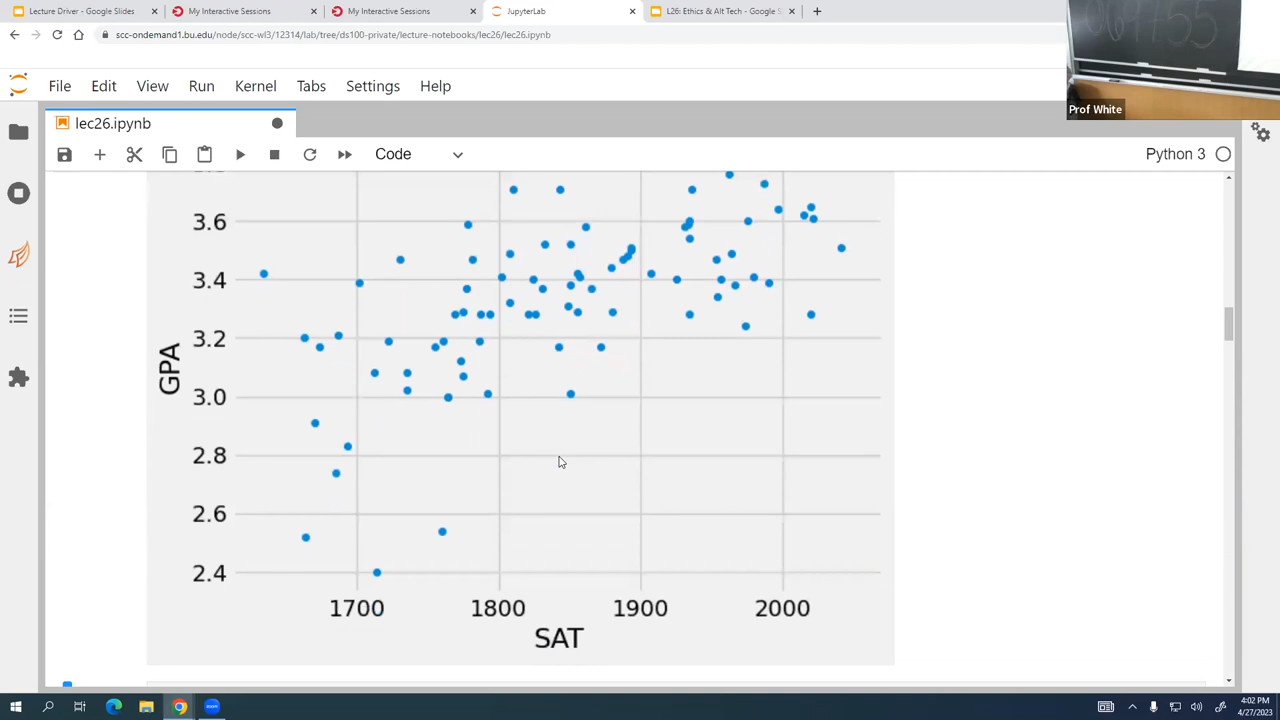 Lecture Driver - Google Slides
My Interactive Sessions
My Interactive Sessions
JupyterLab
L26: Ethics & Alt Tech - Google S
scc-ondemand1.bu.edu/node/scc-wl3/12314/lab/tree/ds100-private/lecture-notebooks/lec26/lec26.ipynb
File Edit View Run Kernel Tabs Settings Help
Prof White
lec26.ipynb
Code
Python 3
3.6
3.4
3.2
3.0
2.8
2.6
2.4
GPA
1700 1800 1900 2000
SAT
4:02 PM
4/27/2023